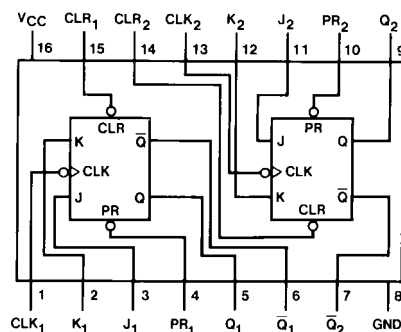 VCC CLR1 CLR2 CLK2 K2 J2 PR2 Q2
16 15 14 13 12 11 10 9
CLR PR
K Q̅ J Q
CLK CLK
J Q K Q̅
PR CLR
1 2 3 4 5 6 7 8
CLK1 K1 J1 PR1 Q1 Q̅1 Q̅2 GND